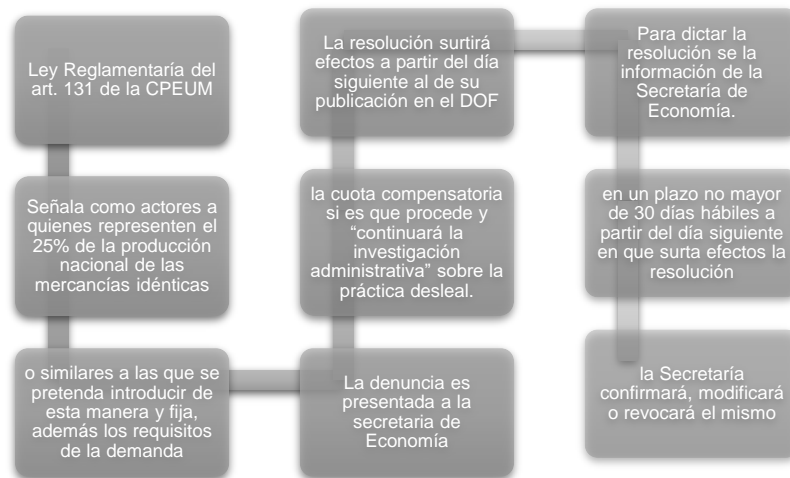 Ley Reglamentaría del
art. 131 de la CPEUM
Señala como actores a
quienes representen el
25% de la producción
nacional de las
mercancías idénticas
o similares a las que se
pretenda introducir de
esta manera y fija,
además los requisitos
de la demanda
La denuncia es
presentada a la
secretaria de
Economía
la cuota compensatoria
si es que procede y
“continuará la
investigación
administrativa” sobre la
práctica desleal.
La resolución surtirá
efectos a partir del día
siguiente al de su
publicación en el DOF
Para dictar la
resolución se la
información de la
Secretaría de
Economía.
en un plazo no mayor
de 30 días hábiles a
partir del día siguiente
en que surta efectos la
resolución
la Secretaría
confirmará, modificará
o revocará el mismo